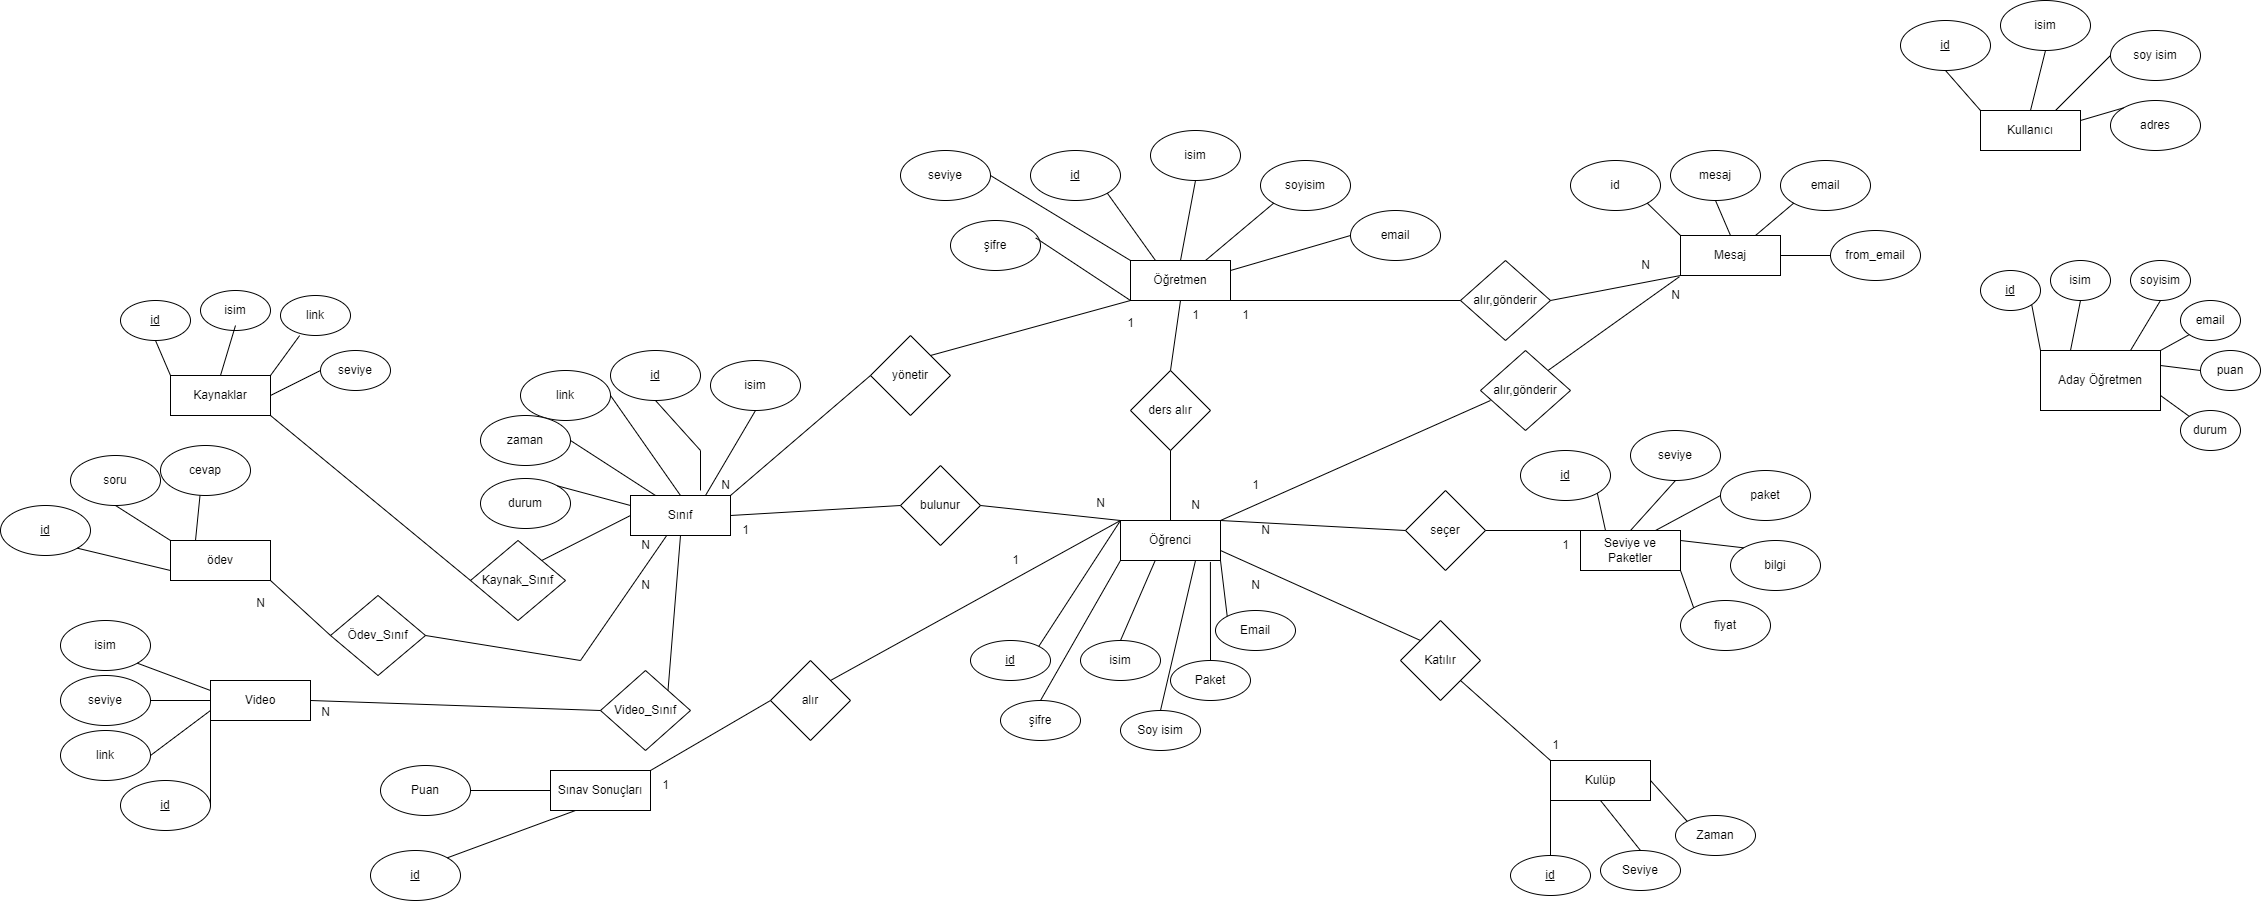 isim
id
soy isim
adres
Kullanıcı
isim
seviye
id
soyisim
email
şifre
Öğretmen
id
mesaj
email
Mesaj
from_email
id
isim
soyisim
email
puan
durum
Aday Öğretmen
alır,gönderir
N
N
1
1
1
id
isim
link
seviye
Kaynaklar
yönetir
ders alır
alır,gönderir
link
id
isim
zaman
durum
Sınıf
N
1
N
N
bulunur
N
N
1
N
N
1
Öğrenci
seçer
1
id
seviye
paket
bilgi
fiyat
Seviye ve
Paketler
soru
cevap
id
ödev
N
Kaynak_Sınıf
Ödev_Sınıf
isim
seviye
link
id
Video
N
Video_Sınıf
alır
id
isim
Email
Paket
şifre
Soy isim
Katılır
1
Kulüp
Zaman
Seviye
id
Puan
Sınav Sonuçları
1
id